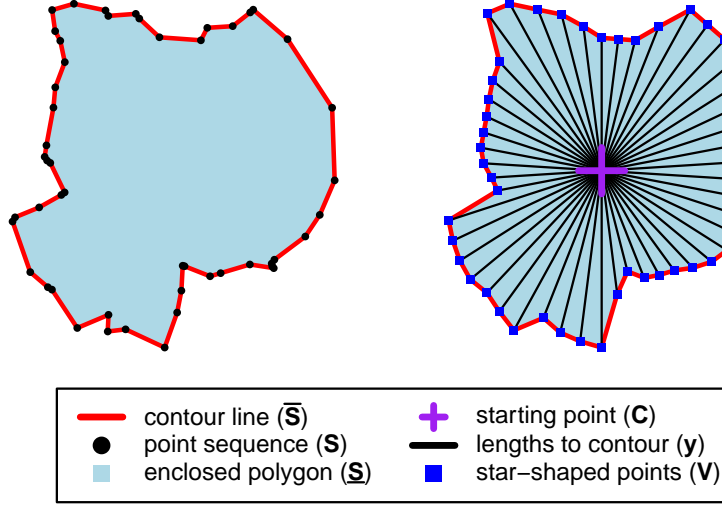 contour line (S̅)
point sequence (S)
enclosed polygon (S̲)
starting point (C)
lengths to contour (y)
star−shaped points (V)